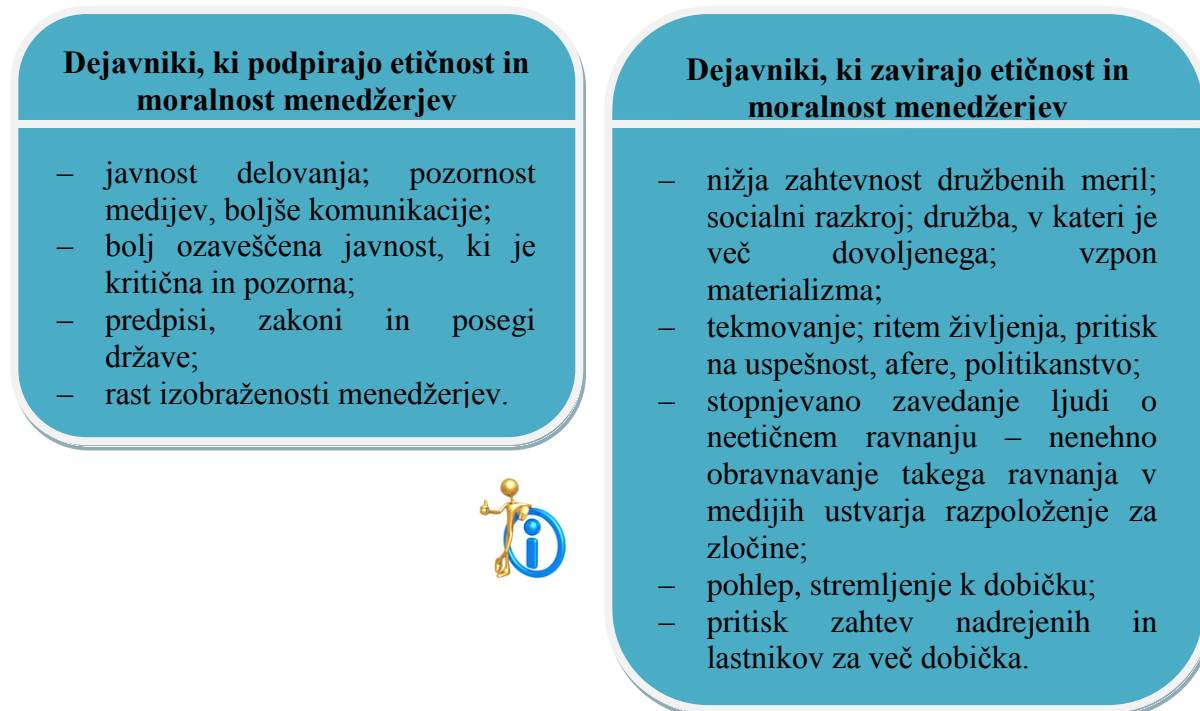 Dejavniki, ki podpirajo etičnost in
moralnost menedžerjev
– javnost delovanja; pozornost
medijev, boljše komunikacije;
– bolj ozaveščena javnost, ki je
kritična in pozorna;
– predpisi, zakoni in posegi
države;
– rast izobraženosti menedžerjev.
Dejavniki, ki zavirajo etičnost in
moralnost menedžerjev
– nižja zahtevnost družbenih meril;
socialni razkroj; družba, v kateri je
več dovoljenega; vzpon
materializma;
– tekmovanje; ritem življenja, pritisk
na uspešnost, afere, politikanstvo;
– stopnjevano zavedanje ljudi o
neetičnem ravnanju – nenehno
obravnavanje takega ravnanja v
medijih ustvarja razpoloženje za
zločine;
– pohlep, stremljenje k dobičku;
– pritisk zahtev nadrejenih in
lastnikov za več dobička.